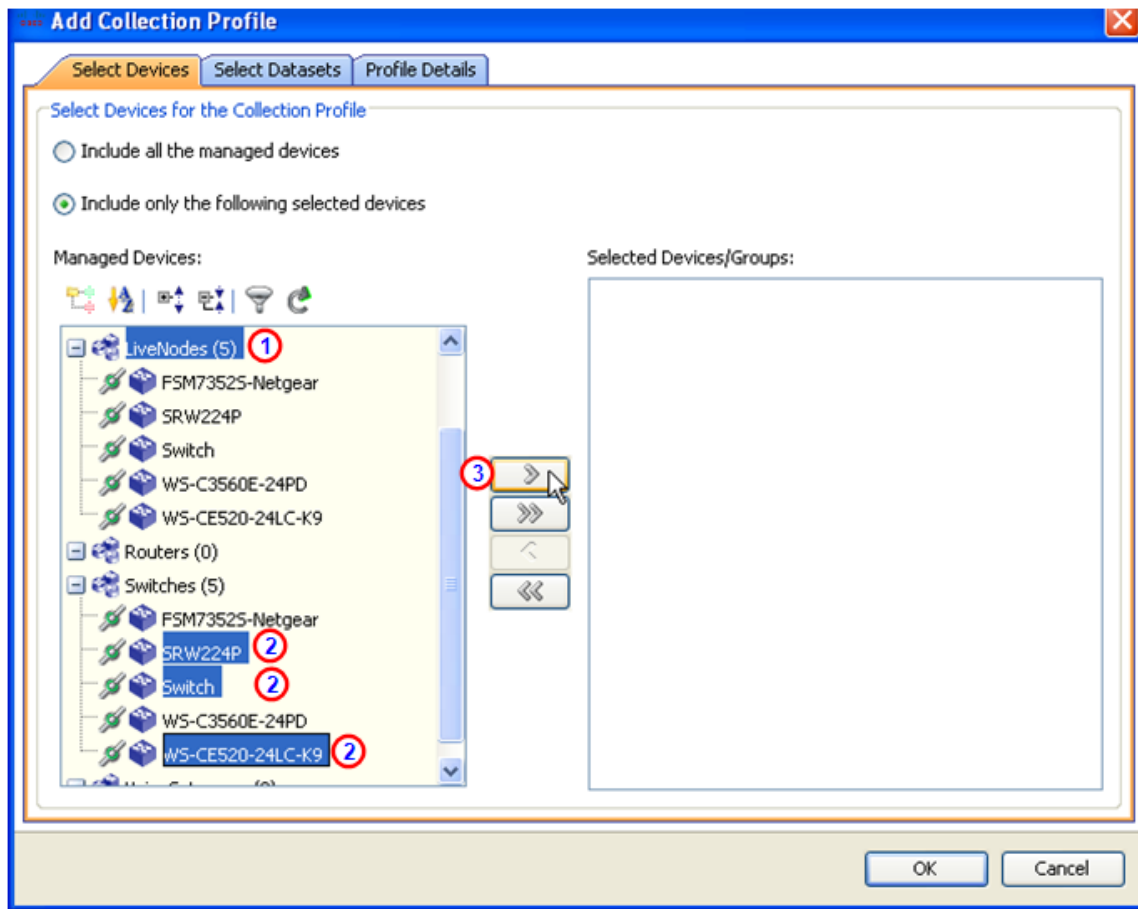 Add Collection Profile
Select Devices
Select Datasets
Profile Details
Select Devices for the Collection Profile
Include all the managed devices
Include only the following selected devices
Managed Devices:
Selected Devices/Groups:
LiveNodes (5) 1
FSM7352S-Netgear
SRW224P
Switch
WS-C3560E-24PD
WS-CE520-24LC-K9
Routers (0)
Switches (5)
FSM7352S-Netgear
SRW224P 2
Switch 2
WS-C3560E-24PD
WS-CE520-24LC-K9 2
3
OK
Cancel